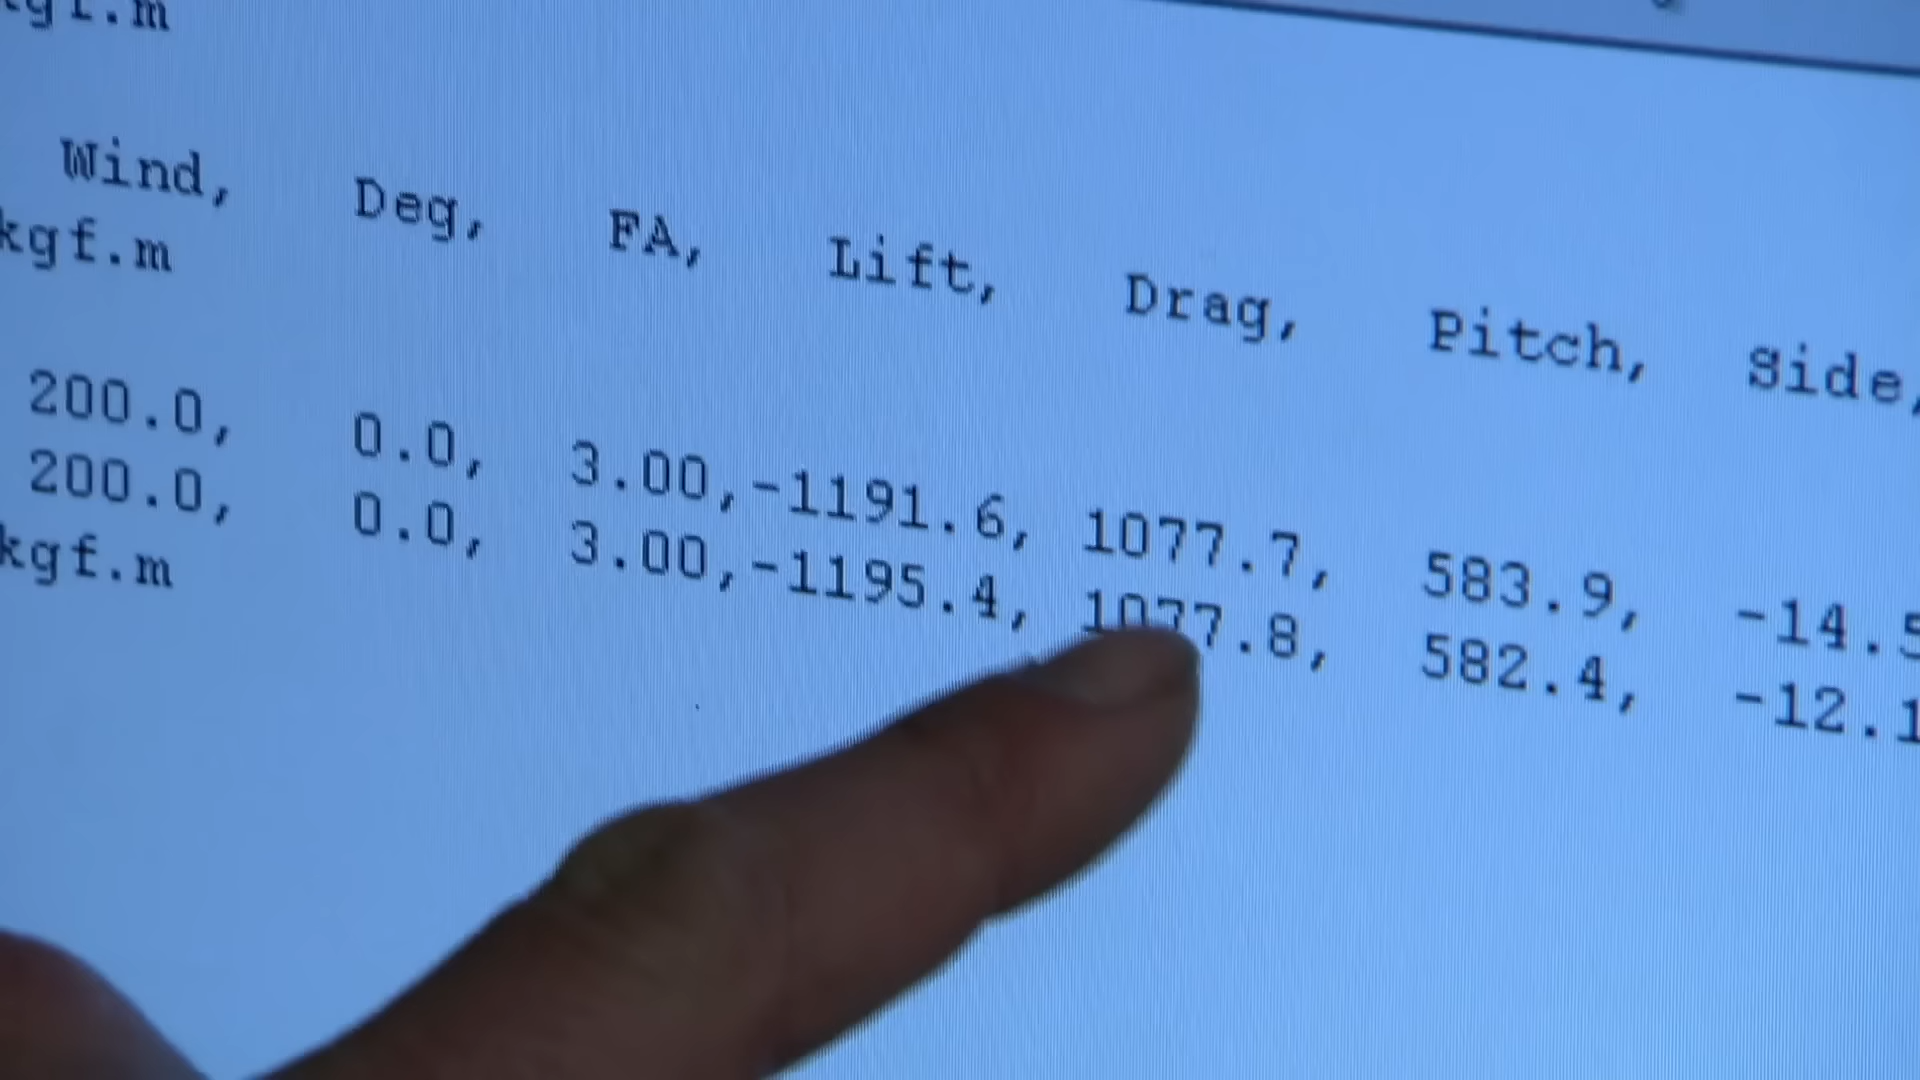 kgf.m
Wind, Deg, FA, Lift, Drag, Pitch, Side,
kgf.m
200.0, 0.0, 3.00,-1191.6, 1077.7, 583.9, -14.5
200.0, 0.0, 3.00,-1195.4, 1077.8, 582.4, -12.1
kgf.m